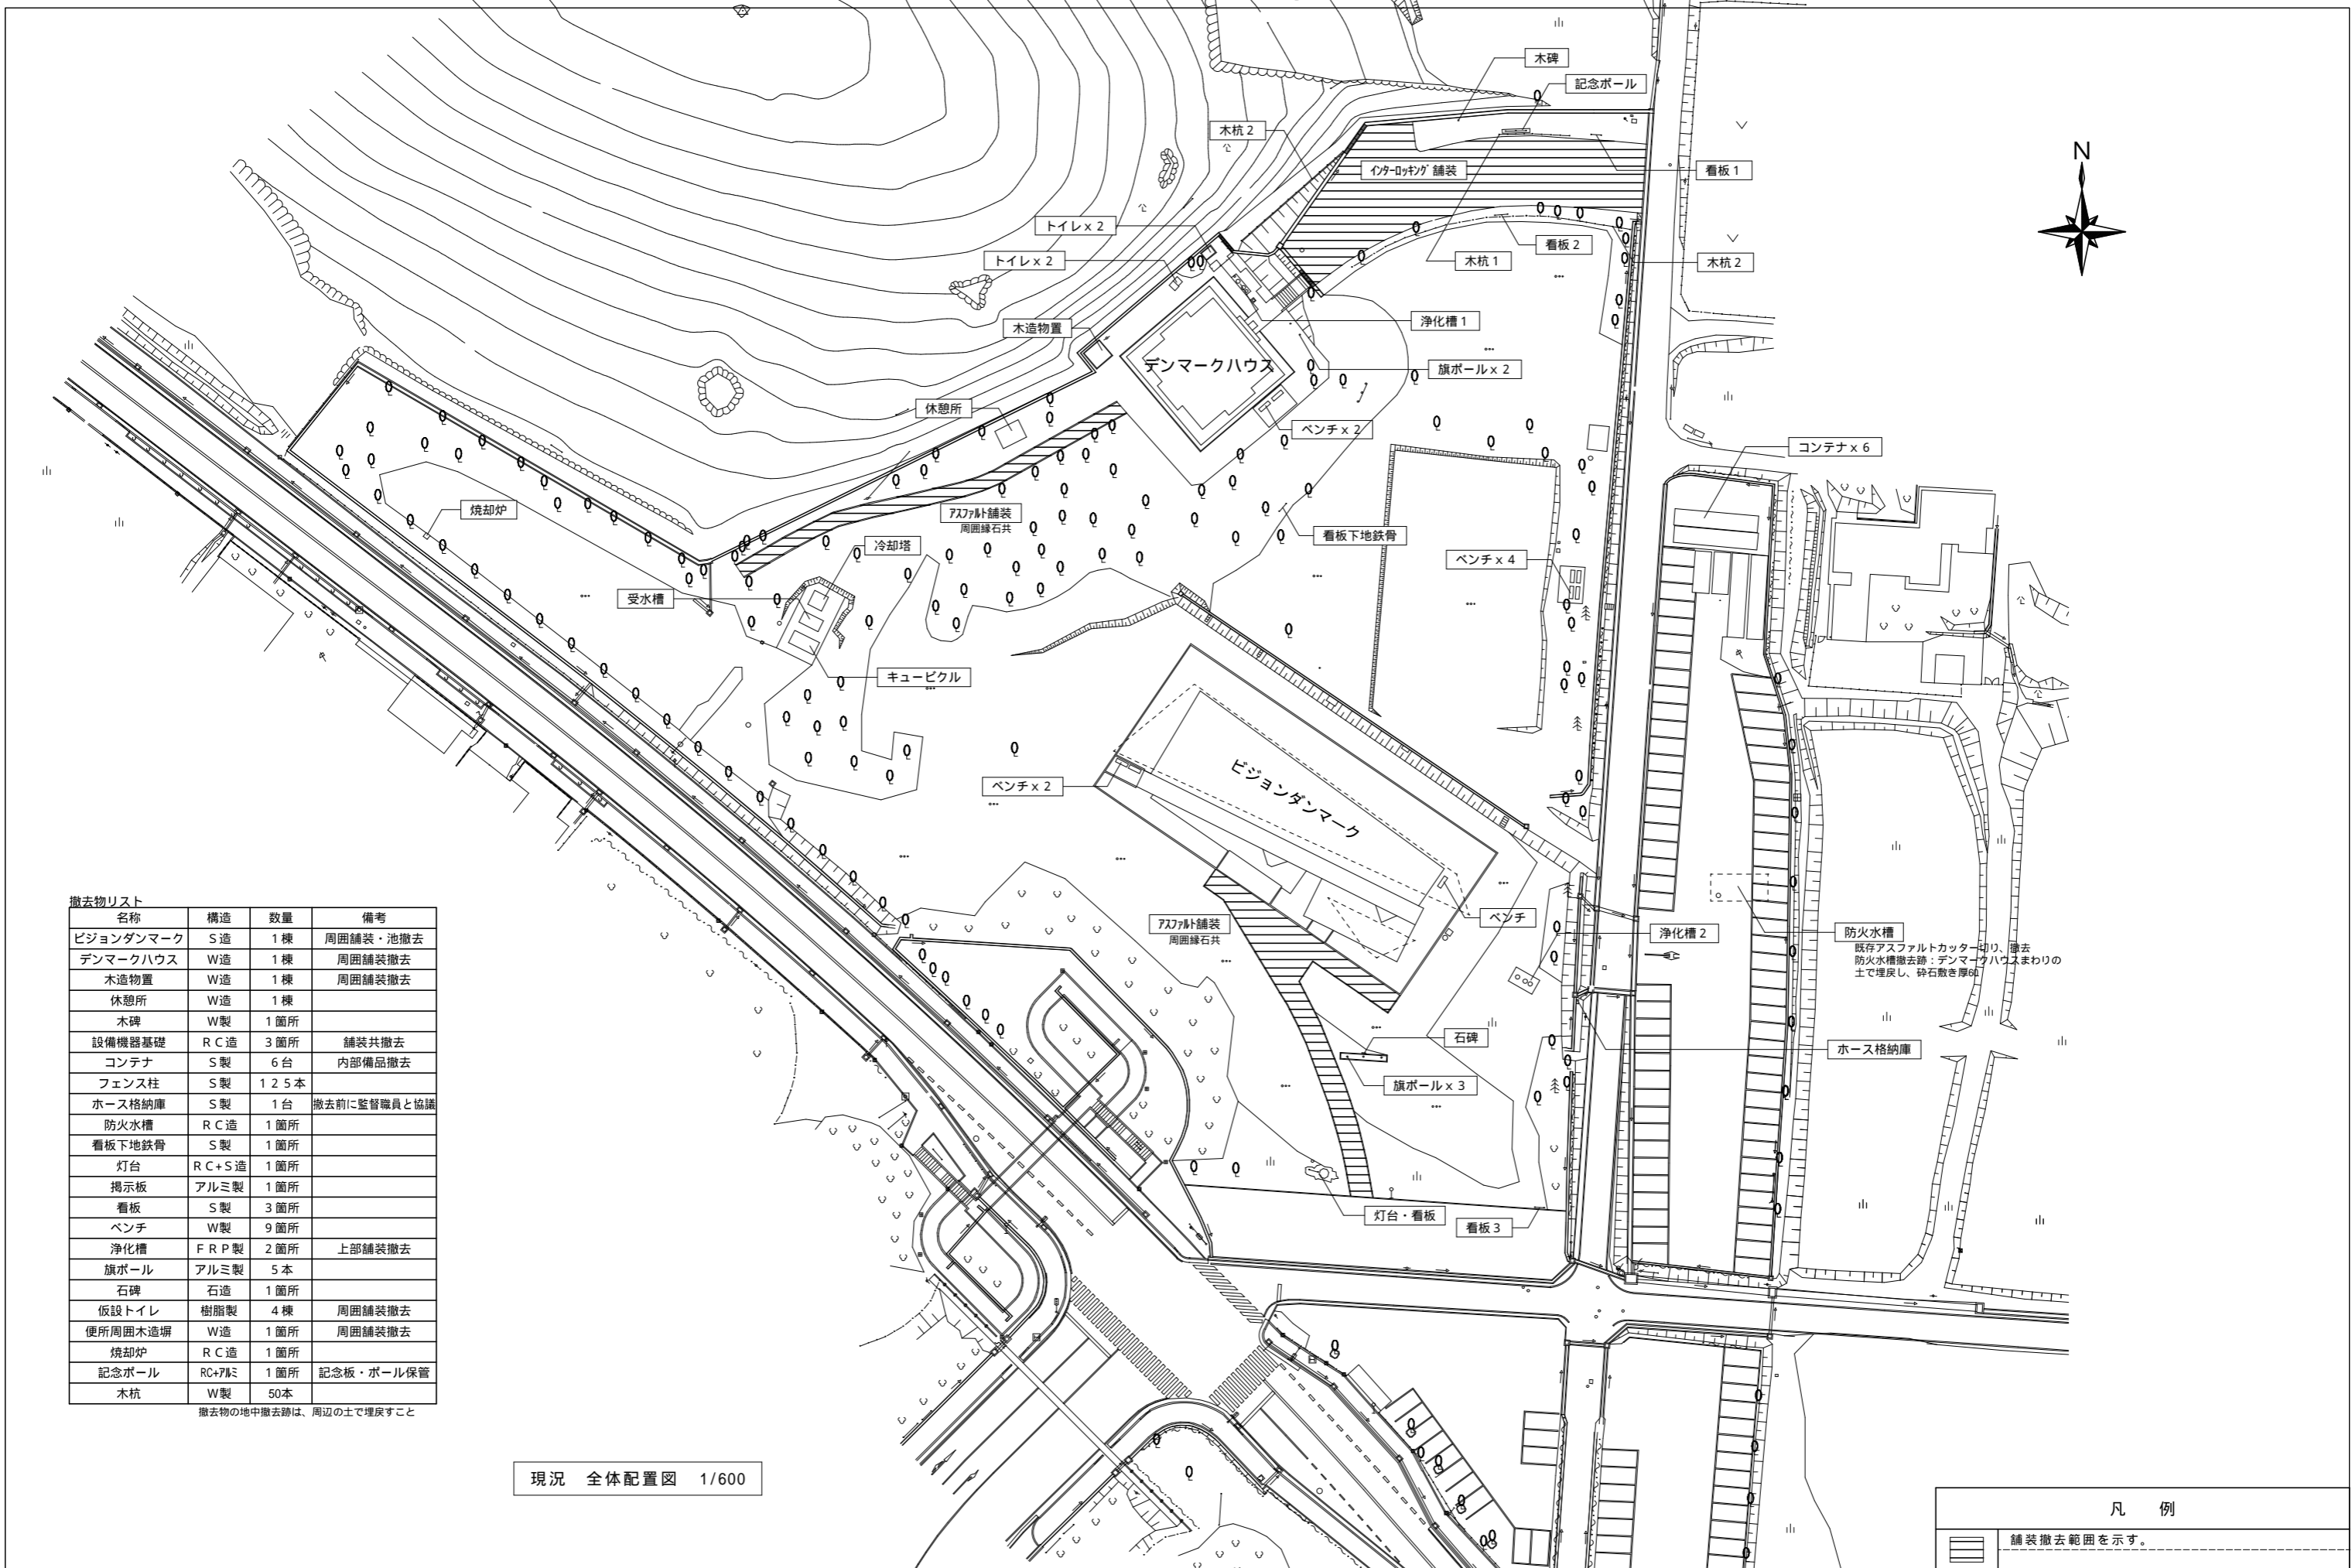 木碑
記念ポール
木杭２
インターロッキング舗装
看板１
N
トイレｘ２
看板２
トイレｘ２
木杭１
木杭２
浄化槽１
木造物置
デンマークハウス
旗ポールｘ２
休憩所
ベンチｘ２
コンテナｘ６
焼却炉
アスファルト舗装
周囲縁石共
看板下地鉄骨
冷却塔
ベンチｘ４
受水槽
キュービクル
ベンチｘ２
ビジョンダンマーク
アスファルト舗装
周囲縁石共
ベンチ
浄化槽２
防火水槽
既存アスファルトカッター切り、撤去
防火水槽撤去跡：デンマークハウスまわりの
土で埋戻し、砕石敷き厚60
石碑
ホース格納庫
旗ポールｘ３
灯台・看板
看板３
撤去物リスト
名称 構造 数量 備考
ビジョンダンマーク Ｓ造 １棟 周囲舗装・池撤去
デンマークハウス Ｗ造 １棟 周囲舗装撤去
木造物置 Ｗ造 １棟 周囲舗装撤去
休憩所 Ｗ造 １棟
木碑 Ｗ製 １箇所
設備機器基礎 ＲＣ造 ３箇所 舗装共撤去
コンテナ Ｓ製 ６台 内部備品撤去
フェンス柱 Ｓ製 １２５本
ホース格納庫 Ｓ製 １台 撤去前に監督職員と協議
防火水槽 ＲＣ造 １箇所
看板下地鉄骨 Ｓ製 １箇所
灯台 ＲＣ+Ｓ造 １箇所
掲示板 アルミ製 １箇所
看板 Ｓ製 ３箇所
ベンチ Ｗ製 ９箇所
浄化槽 ＦＲＰ製 ２箇所 上部舗装撤去
旗ポール アルミ製 ５本
石碑 石造 １箇所
仮設トイレ 樹脂製 ４棟 周囲舗装撤去
便所周囲木造塀 Ｗ造 １箇所 周囲舗装撤去
焼却炉 ＲＣ造 １箇所
記念ポール RC+アルミ １箇所 記念板・ポール保管
木杭 Ｗ製 50本
撤去物の地中撤去跡は、周辺の土で埋戻すこと
現況　全体配置図　1/600
凡　例
舗装撤去範囲を示す。